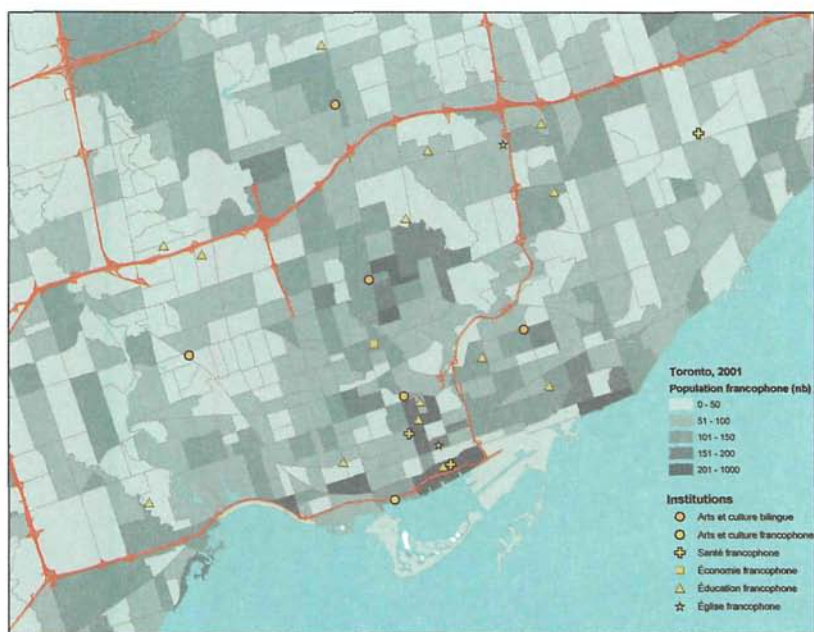 Toronto, 2001
Population francophone (nb)
0 - 50
51 - 100
101 - 150
151 - 200
201 - 1000
Institutions
Arts et culture bilingue
Arts et culture francophone
Santé francophone
Économie francophone
Éducation francophone
Église francophone